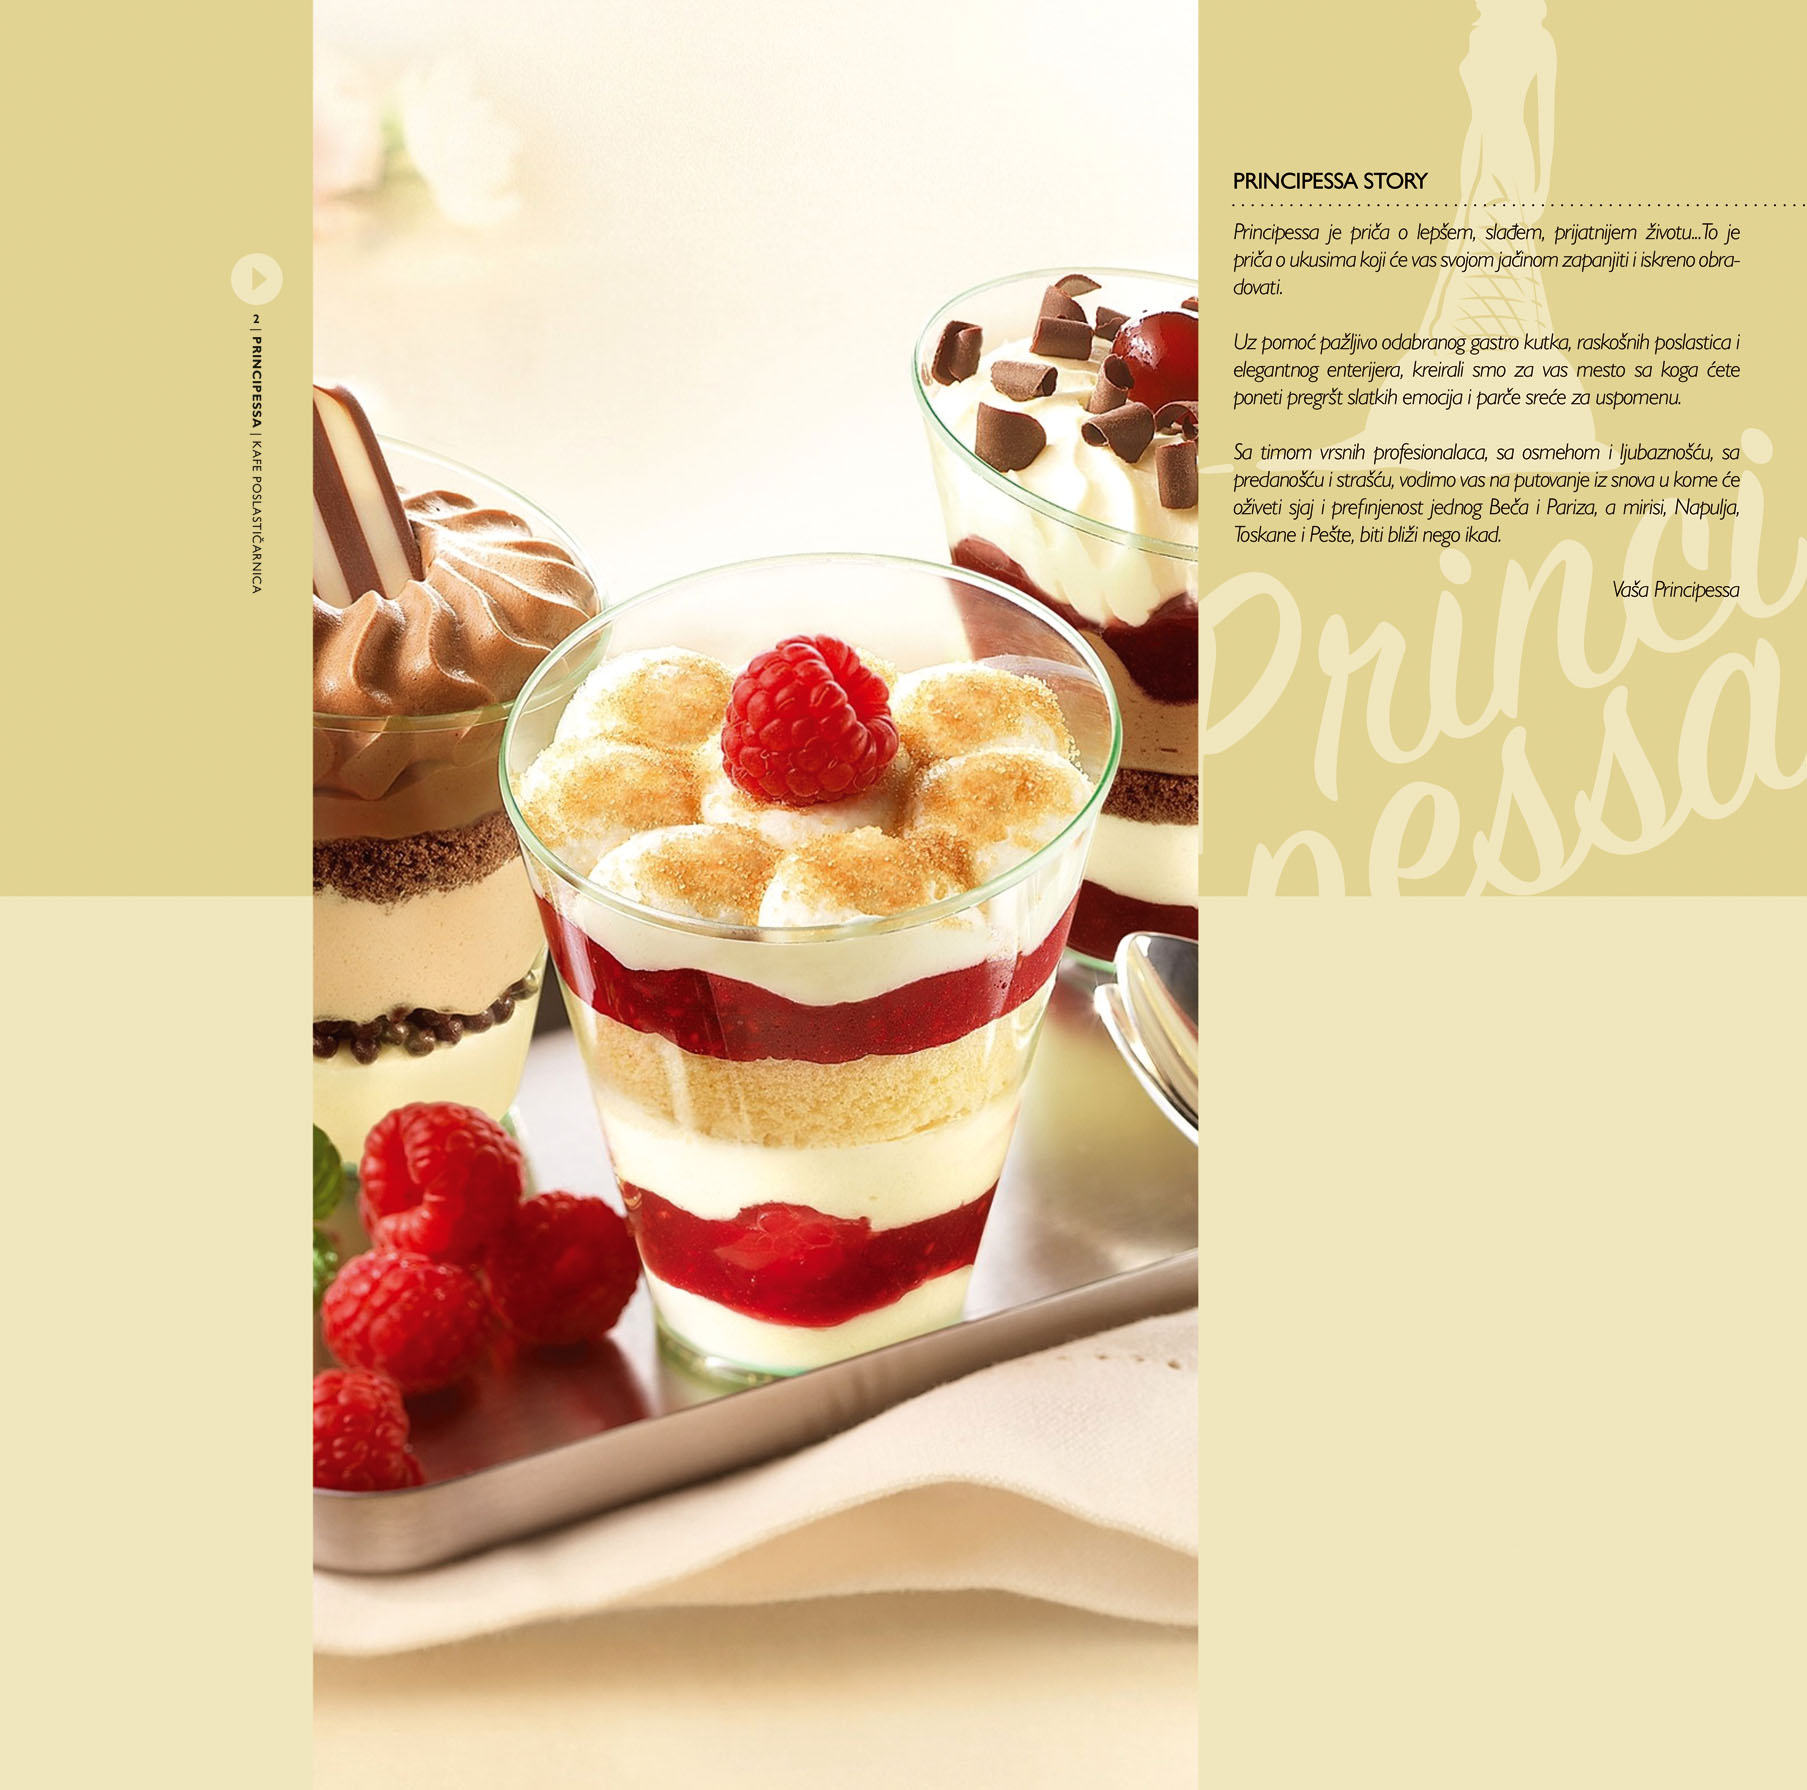 2 | PRINCIPESSA | KAFE POSLASTIČARNICA
PRINCIPESSA STORY
Principessa je priča o lepšem, slađem, prijatnijem životu...To je
priča o ukusima koji će vas svojom jačinom zapanjiti i iskreno obra-
dovati.
Uz pomoć pažljivo odabranog gastro kutka, raskošnih poslastica i
elegantnog enterijera, kreirali smo za vas mesto sa koga ćete
poneti pregršt slatkih emocija i parče sreće za uspomenu.
Sa timom vrsnih profesionalaca, sa osmehom i ljubaznošću, sa
predanošću i strašću, vodimo vas na putovanje iz snova u kome će
oživeti sjaj i prefinjenost jednog Beča i Pariza, a mirisi, Napulja,
Toskane i Pešte, biti bliži nego ikad.
Vaša Principessa
Princi
pessa